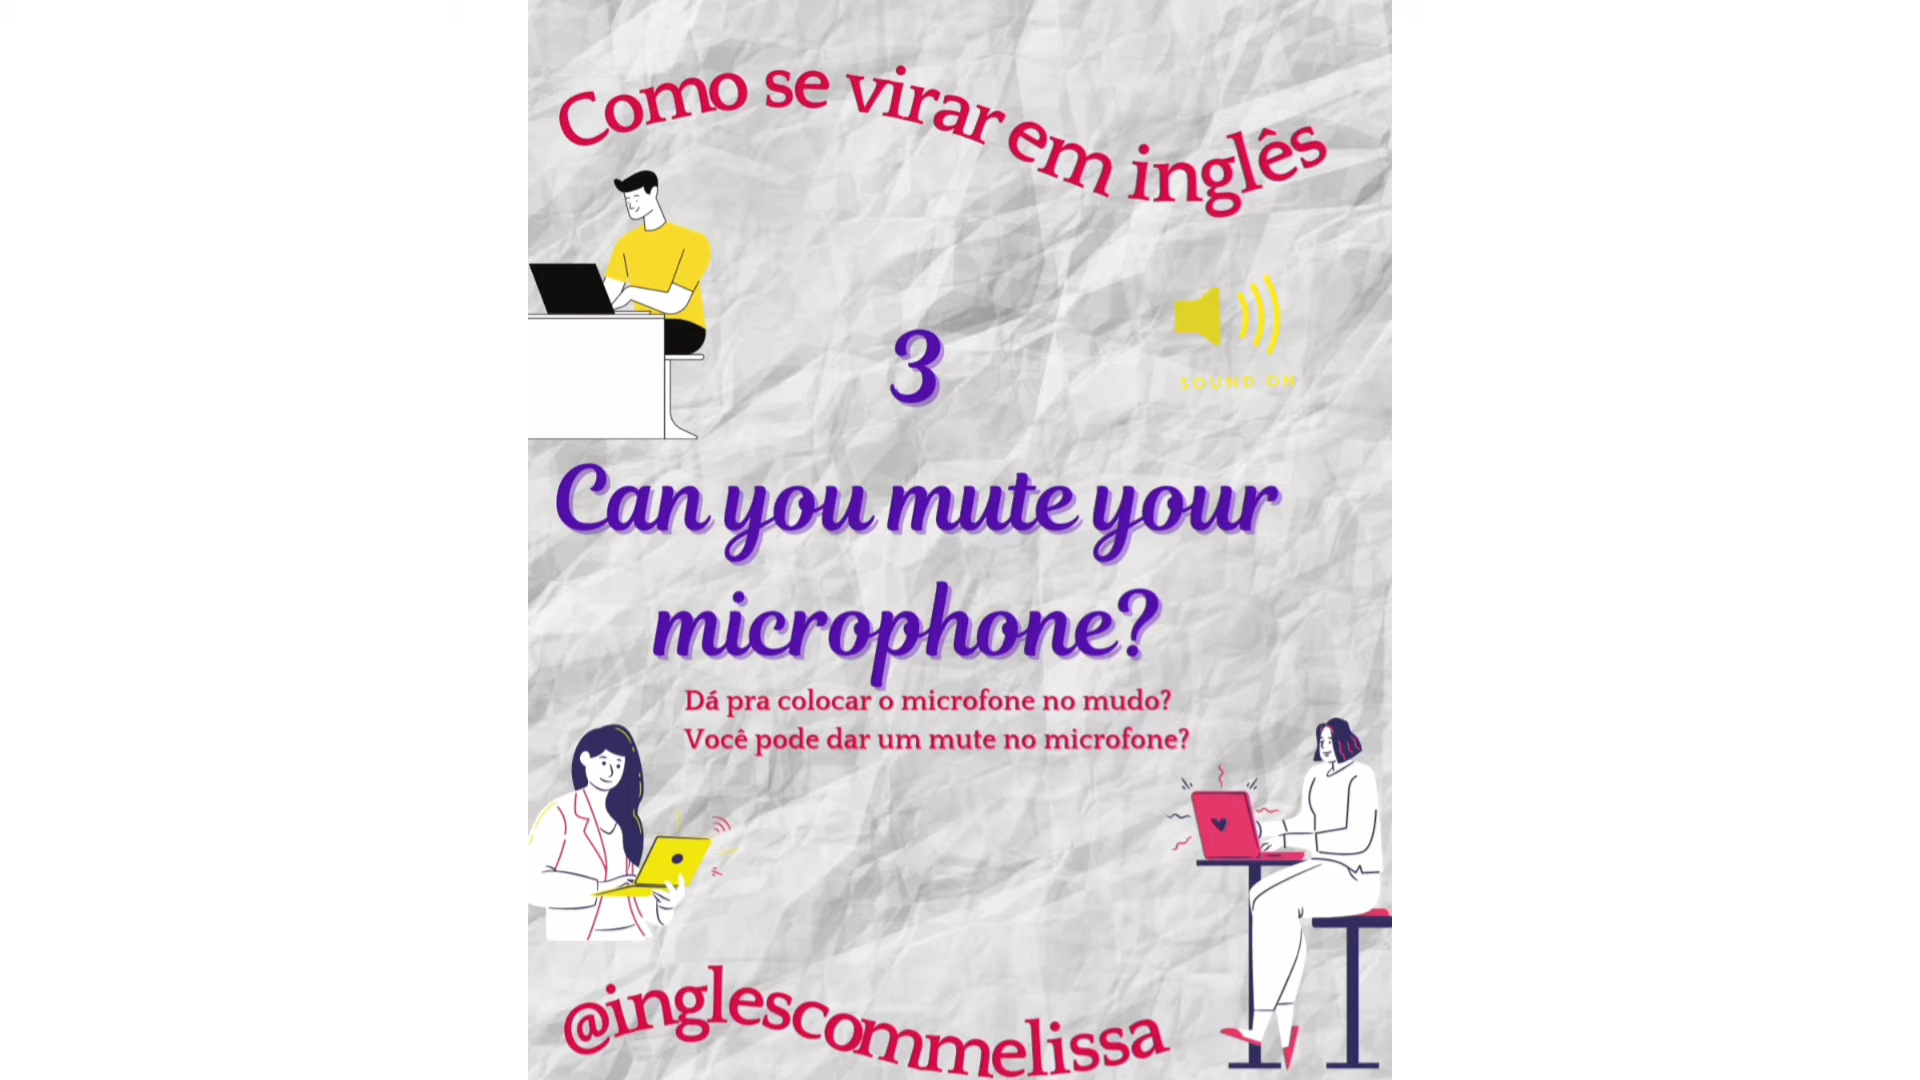 Como se virar em inglês
3
SOUND ON
Can you mute your
microphone?
Dá pra colocar o microfone no mudo?
Você pode dar um mute no microfone?
@inglescommelissa